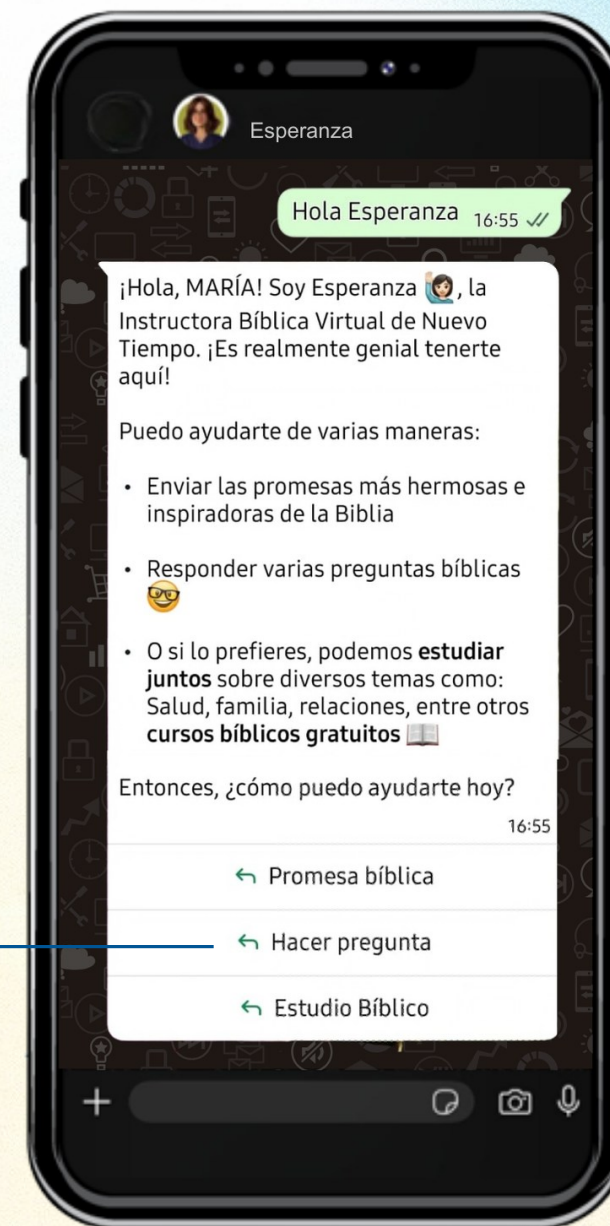 Esperanza
Hola Esperanza 16:55
¡Hola, MARÍA! Soy Esperanza 🙋🏻‍♀️, la
Instructora Bíblica Virtual de Nuevo
Tiempo. ¡Es realmente genial tenerte
aquí!
Puedo ayudarte de varias maneras:
• Enviar las promesas más hermosas e
inspiradoras de la Biblia
• Responder varias preguntas bíblicas
🤓
• O si lo prefieres, podemos estudiar
juntos sobre diversos temas como:
Salud, familia, relaciones, entre otros
cursos bíblicos gratuitos 📖
Entonces, ¿cómo puedo ayudarte hoy?
16:55
Promesa bíblica
Hacer pregunta
Estudio Bíblico